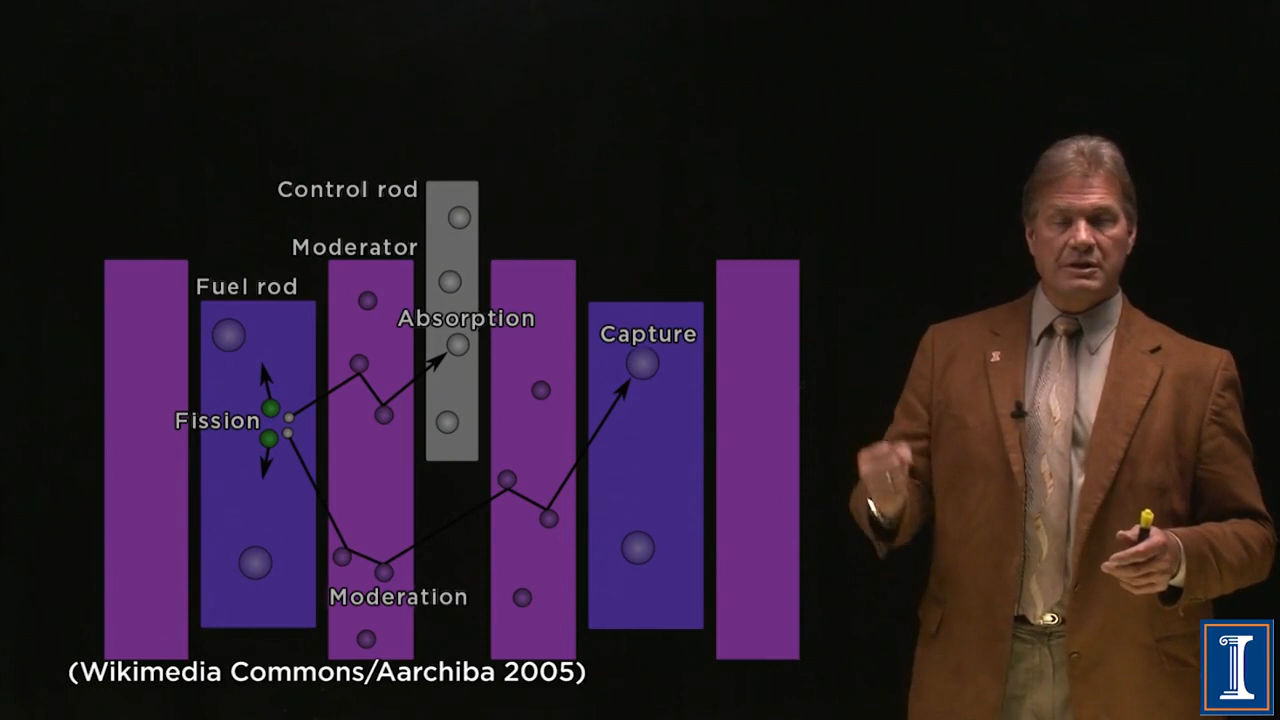 Control rod
Moderator
Fuel rod
Absorption
Capture
Fission
Moderation
(Wikimedia Commons/Aarchiba 2005)
I